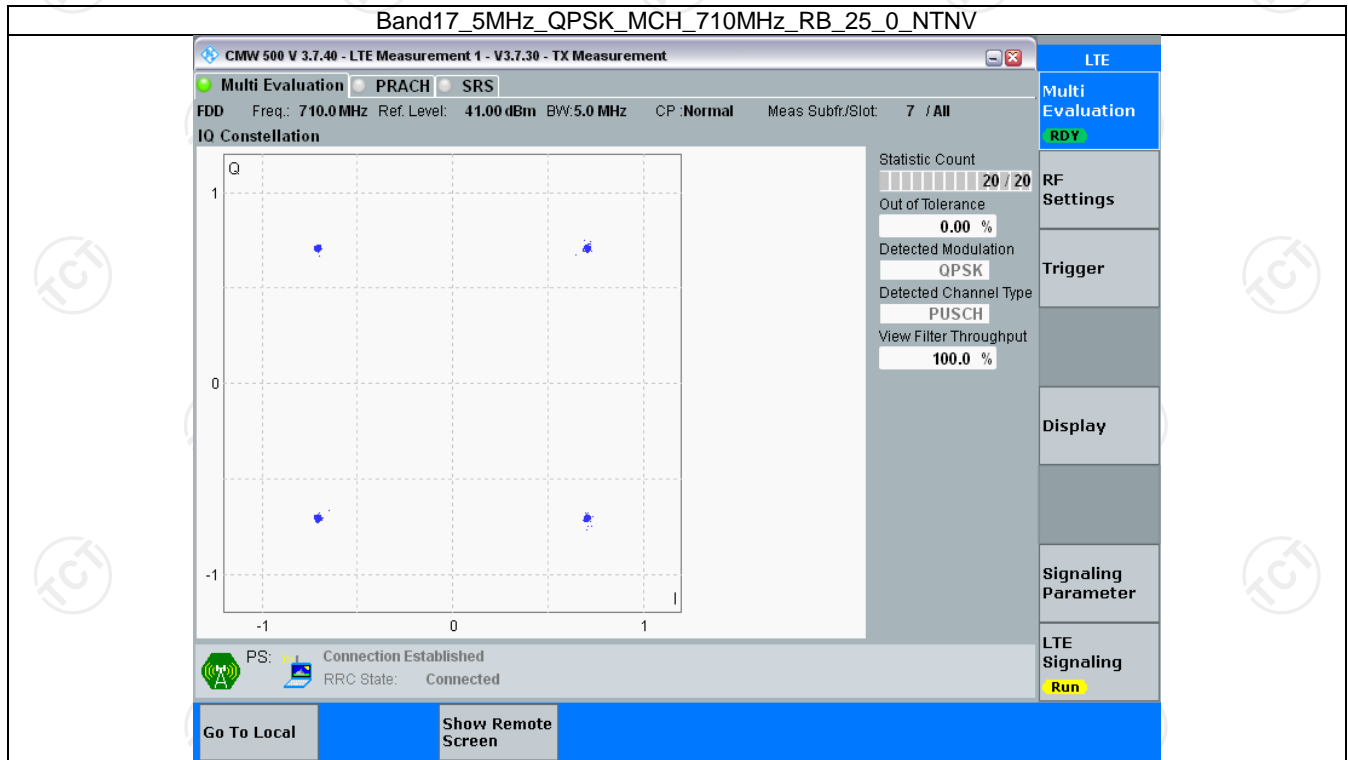 Band17_5MHz_QPSK_MCH_710MHz_RB_25_0_NTNV
CMW 500 V 3.7.40 - LTE Measurement 1 - V3.7.30 - TX Measurement
LTE
Multi Evaluation PRACH SRS
Multi
Evaluation
RDY
FDD Freq.: 710.0 MHz Ref. Level: 41.00 dBm BW: 5.0 MHz CP : Normal Meas Subfr./Slot: 7 / All
IQ Constellation
Q
1
0
-1
I
-1 0 1
Statistic Count
20 / 20
Out of Tolerance
0.00 %
Detected Modulation
QPSK
Detected Channel Type
PUSCH
View Filter Throughput
100.0 %
RF
Settings
Trigger
Display
Signaling
Parameter
LTE
Signaling
Run
PS: Connection Established
RRC State: Connected
Go To Local
Show Remote
Screen
TCT
TCT
TCT
TCT